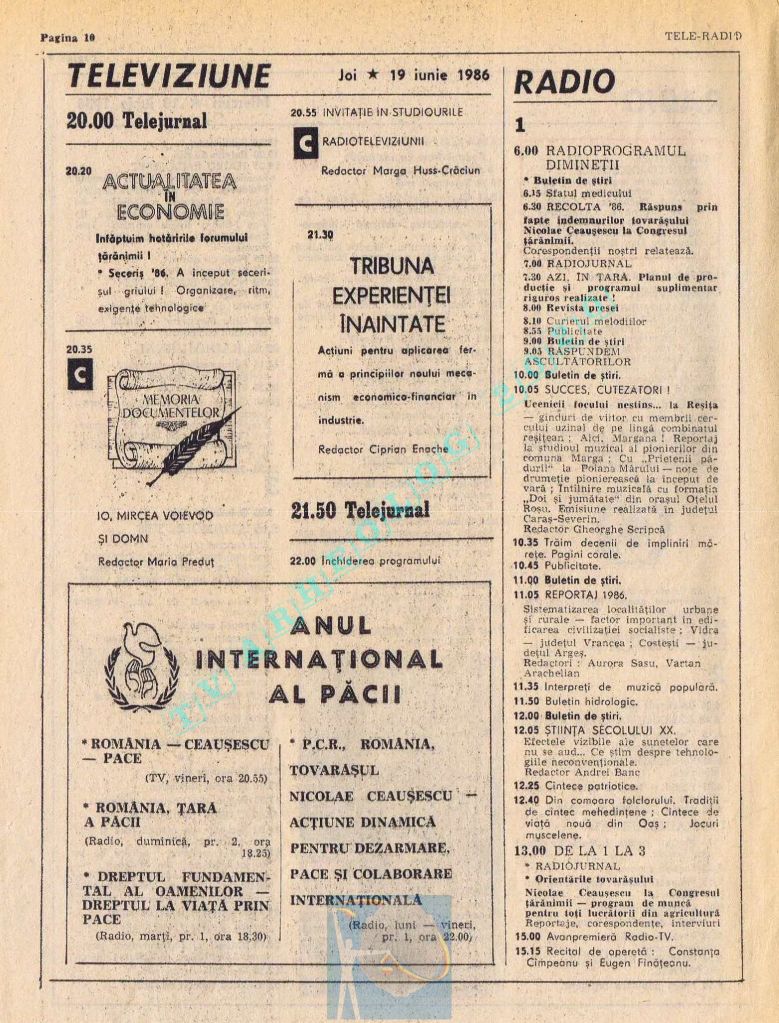 Pagina 10
TELE-RADIO
TELEVIZIUNE
Joi ★ 19 iunie 1986
20.00 Telejurnal
20.20
ACTUALITATEA
ÎN
ECONOMIE
Înfăptuim hotărîrile forumului
țărănimii !
• Seceriș '86. A început seceri-
șul grîului ! Organizare, ritm,
exigențe tehnologice
20.35
C
MEMORIA
DOCUMENTELOR
IO, MIRCEA VOIEVOD
ȘI DOMN
Redactor Maria Preduț
20.55 INVITAȚIE ÎN STUDIOURILE
C RADIOTELEVIZIUNII
Redactor Marga Huss-Crăciun
21.30
TRIBUNA
EXPERIENȚEI
ÎNAINTATE
Acțiuni pentru aplicarea fer-
mă a principiilor noului meca-
nism economico-financiar în
industrie.
Redactor Ciprian Enache
21.50 Telejurnal
22.00 Închiderea programului
ANUL
INTERNAȚIONAL
AL PĂCII
* ROMÂNIA — CEAUȘESCU
— PACE
(TV, vineri, ora 20.55)
* ROMÂNIA, ȚARĂ
A PĂCII
(Radio, duminică, pr. 2, ora
18.25)
* DREPTUL FUNDAMEN-
TAL AL OAMENILOR —
DREPTUL LA VIAȚĂ PRIN
PACE
(Radio, marți, pr. 1, ora 18,30)
* P.C.R., ROMÂNIA,
TOVARĂȘUL
NICOLAE CEAUȘESCU —
ACȚIUNE DINAMICĂ
PENTRU DEZARMARE,
PACE ȘI COLABORARE
INTERNAȚIONALĂ
(Radio, luni — vineri,
pr. 1, ora 22.00)
RADIO
1
6.00 RADIOPROGRAMUL
DIMINEȚII
* Buletin de știri
6.15 Sfatul medicului
6.30 RECOLTA '86. Răspuns prin
fapte îndemnurilor tovarășului
Nicolae Ceaușescu la Congresul
țărănimii.
Corespondenții noștri relatează.
7.00 RADIOJURNAL
7.30 AZI, ÎN ȚARĂ. Planul de pro-
ducție și programul suplimentar
riguros realizate !
8.00 Revista presei
8.10 Curierul melodiilor
8.55 Publicitate
9.00 Buletin de știri
9.05 RĂSPUNDEM
ASCULTĂTORILOR
10.00 Buletin de știri.
10.05 SUCCES, CUTEZĂTORI !
Ucenicii focului nestins... la Reșița
— gînduri de viitor cu membrii cer-
cului uzinal de pe lîngă combinatul
reșițean ; Aici, Margana ! Reportaj
la studioul muzical al pionierilor din
comuna Marga ; Cu „Prietenii pă-
durii" la Poiana Mărului — note de
drumeție pionierească la început de
vară ; Întîlnire muzicală cu formația
„Doi și jumătate" din orașul Oțelul
Roșu. Emisiune realizată în județul
Caraș-Severin.
Redactor Gheorghe Scripcă
10.35 Trăim decenii de împliniri mă-
rețe. Pagini corale.
10.45 Publicitate.
11.00 Buletin de știri.
11.05 REPORTAJ 1986.
Sistematizarea localităților urbane
și rurale — factor important în edi-
ficarea civilizației socialiste ; Vidra
— județul Vrancea ; Costești — ju-
dețul Argeș.
Redactori : Aurora Sasu, Vartan
Arachelian
11.35 Interpreți de muzică populară.
11.50 Buletin hidrologic.
12.00 Buletin de știri.
12.05 ȘTIINȚA SECOLULUI XX.
Efectele vizibile ale sunetelor care
nu se aud... Ce știm despre tehnolo-
giile neconvenționale.
Redactor Andrei Banc
12.25 Cîntece patriotice.
12.40 Din comoara folclorului. Tradiții
de cîntec mehedințene ; Cîntece de
viață nouă din Oaș ; Jocuri
muscelene.
13.00 DE LA 1 LA 3
* RADIOJURNAL
* Orientările tovarășului
Nicolae Ceaușescu la Congresul
țărănimii — program de muncă
pentru toți lucrătorii din agricultură
Reportaje, corespondențe, interviuri
15.00 Avanpremieră Radio-TV.
15.15 Recital de operetă : Constanța
Cîmpeanu și Eugen Fînățeanu.
TV ARHEOLOG